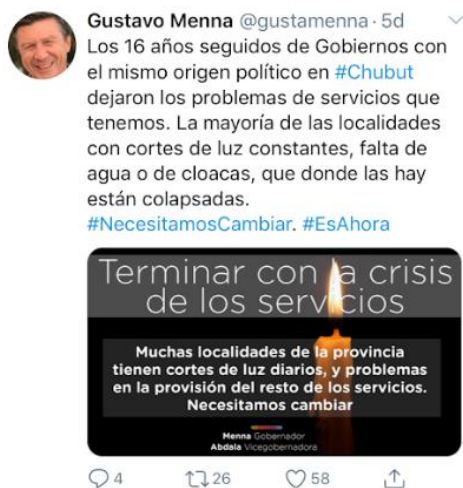 Gustavo Menna @gustamenna · 5d
Los 16 años seguidos de Gobiernos con
el mismo origen político en #Chubut
dejaron los problemas de servicios que
tenemos. La mayoría de las localidades
con cortes de luz constantes, falta de
agua o de cloacas, que donde las hay
están colapsadas.
#NecesitamosCambiar. #EsAhora
Terminar con la crisis
de los servicios
Muchas localidades de la provincia
tienen cortes de luz diarios, y problemas
en la provisión del resto de los servicios.
Necesitamos cambiar
Menna Gobernador
Abdala Vicegobernadora
4 26 58